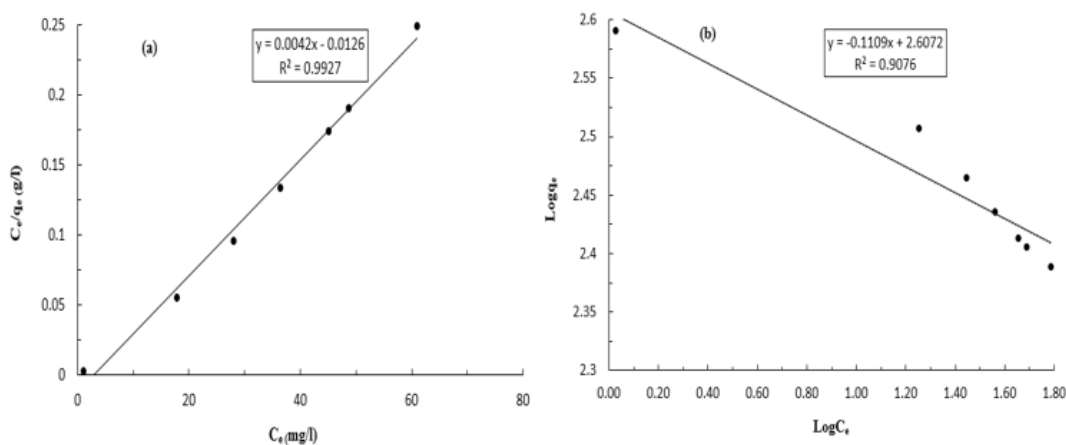 (a)
y = 0.0042x - 0.0126
R² = 0.9927
0.25
0.2
0.15
0.1
0.05
0
Cₑ/qₑ (g/l)
0 20 40 60 80
Cₑ (mg/l)
(b)
y = -0.1109x + 2.6072
R² = 0.9076
2.6
2.55
2.5
2.45
2.4
2.35
2.3
Logqₑ
0.00 0.20 0.40 0.60 0.80 1.00 1.20 1.40 1.60 1.80
LogCₑ